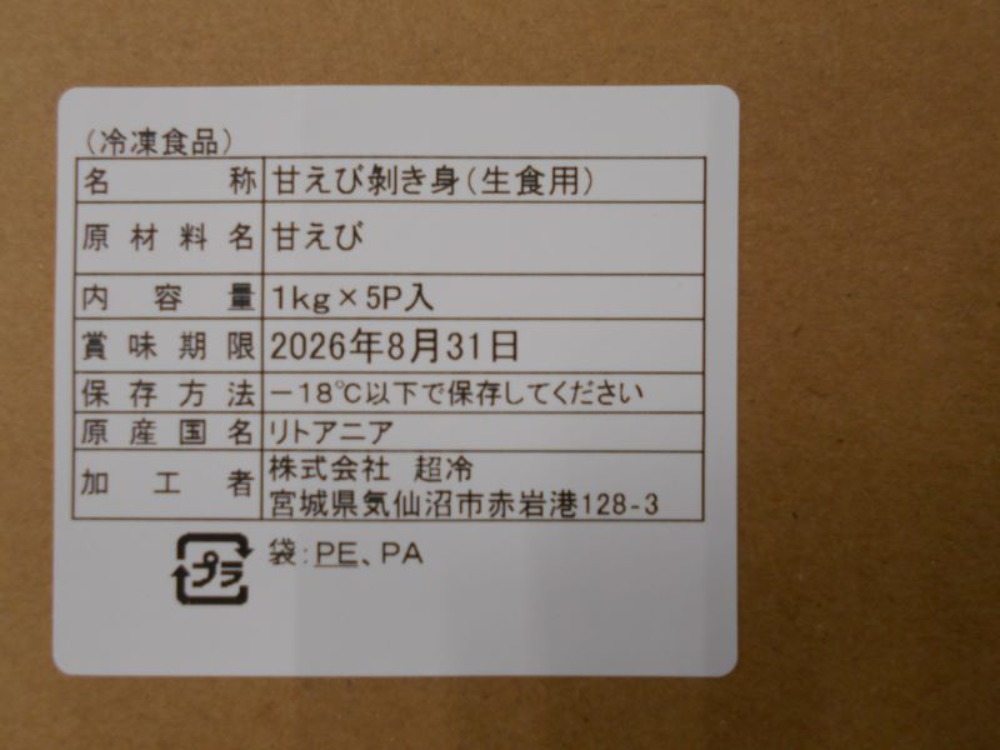 （冷凍食品）
名称 甘えび剥き身（生食用）
原材料名 甘えび
内容量 1kg×5P入
賞味期限 2026年8月31日
保存方法 －18℃以下で保存してください
原産国名 リトアニア
加工者 株式会社 超冷
宮城県気仙沼市赤岩港128-3
プラ 袋：PE、PA